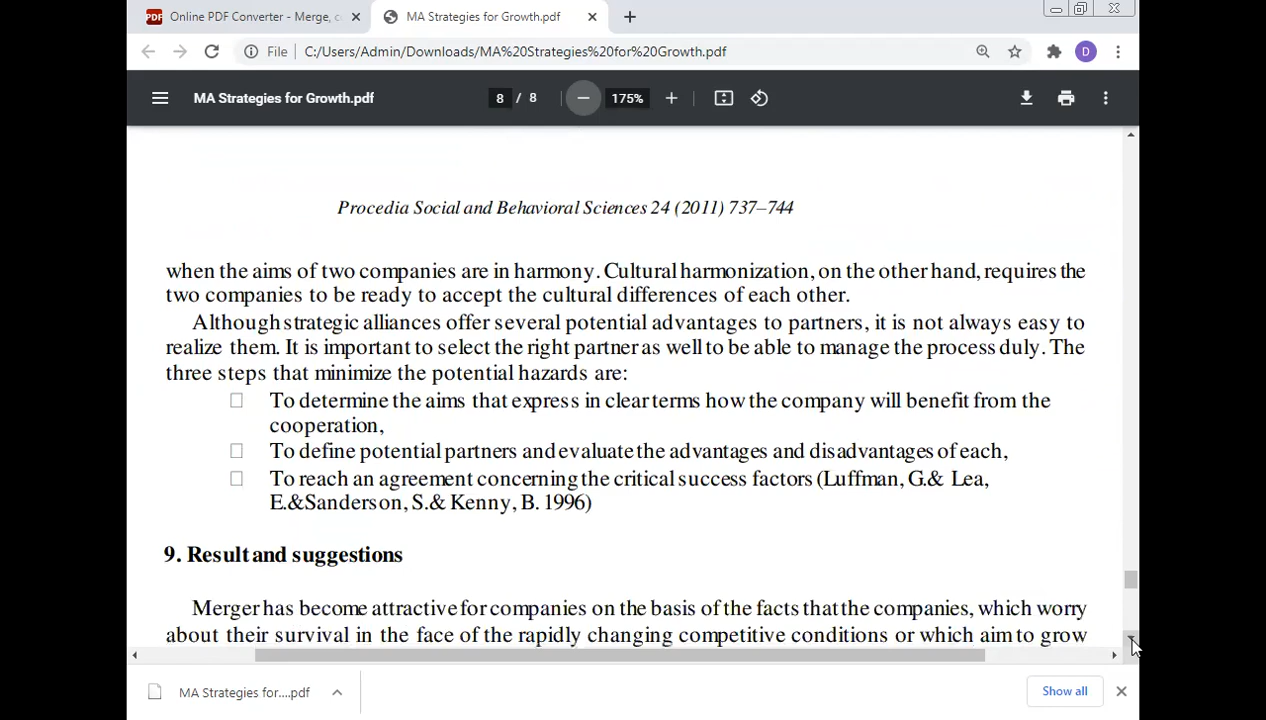 PDF Online PDF Converter - Merge, c
MA Strategies for Growth.pdf
File C:/Users/Admin/Downloads/MA%20Strategies%20for%20Growth.pdf
D
MA Strategies for Growth.pdf
8 / 8
175%
Procedia Social and Behavioral Sciences 24 (2011) 737–744
when the aims of two companies are in harmony. Cultural harmonization, on the other hand, requires the
two companies to be ready to accept the cultural differences of each other.
Although strategic alliances offer several potential advantages to partners, it is not always easy to
realize them. It is important to select the right partner as well to be able to manage the process duly. The
three steps that minimize the potential hazards are:
To determine the aims that express in clear terms how the company will benefit from the
cooperation,
To define potential partners and evaluate the advantages and disadvantages of each,
To reach an agreement concerning the critical success factors (Luffman, G.& Lea,
E.&Sanderson, S.& Kenny, B. 1996)
9. Result and suggestions
Merger has become attractive for companies on the basis of the facts that the companies, which worry
about their survival in the face of the rapidly changing competitive conditions or which aim to grow
MA Strategies for....pdf
Show all